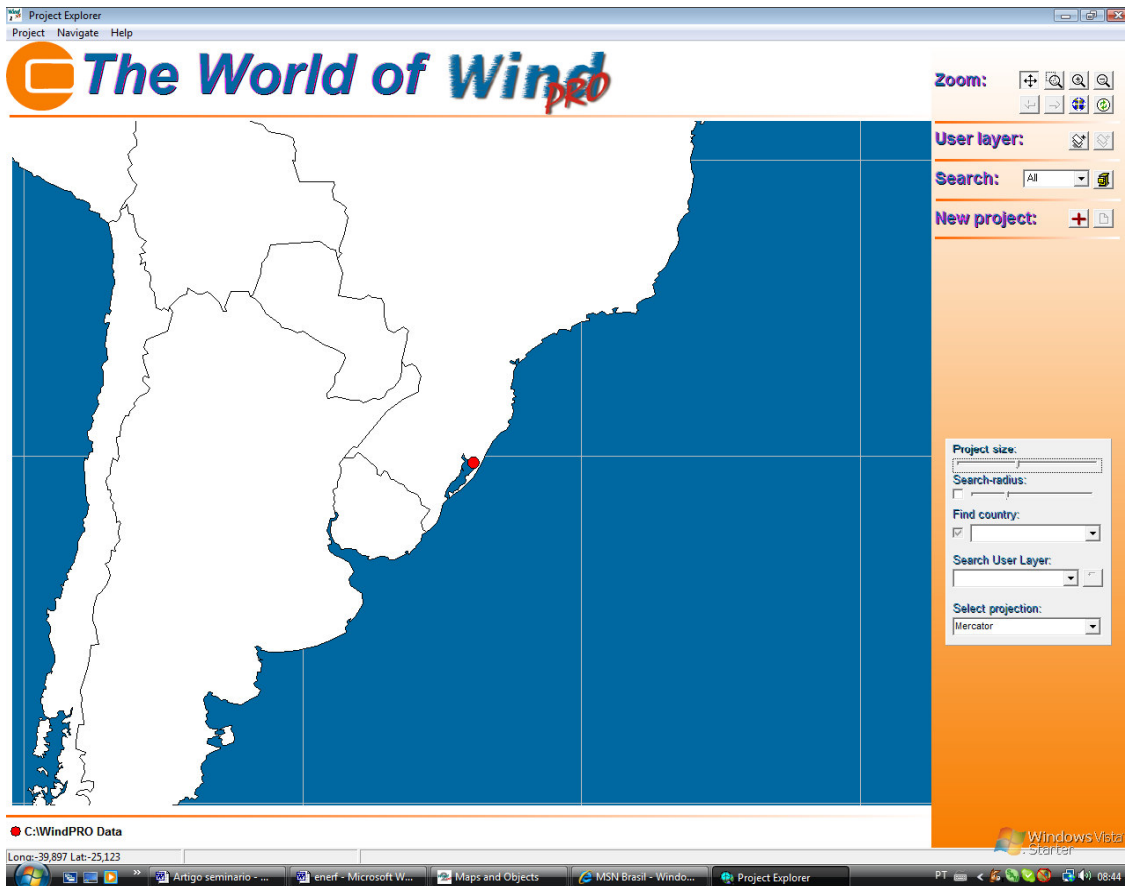 Project Explorer
Project Navigate Help
The World of WindPRO
Zoom:
User layer:
Search: All
New project:
Project size:
Search-radius:
Find country:
Search User Layer:
Select projection:
Mercator
C:\WindPRO Data
Windows Vista
Starter
Long:-39,897 Lat:-25,123
Artigo seminario - ... enerf - Microsoft W... Maps and Objects MSN Brasil - Windo... Project Explorer PT 08:44